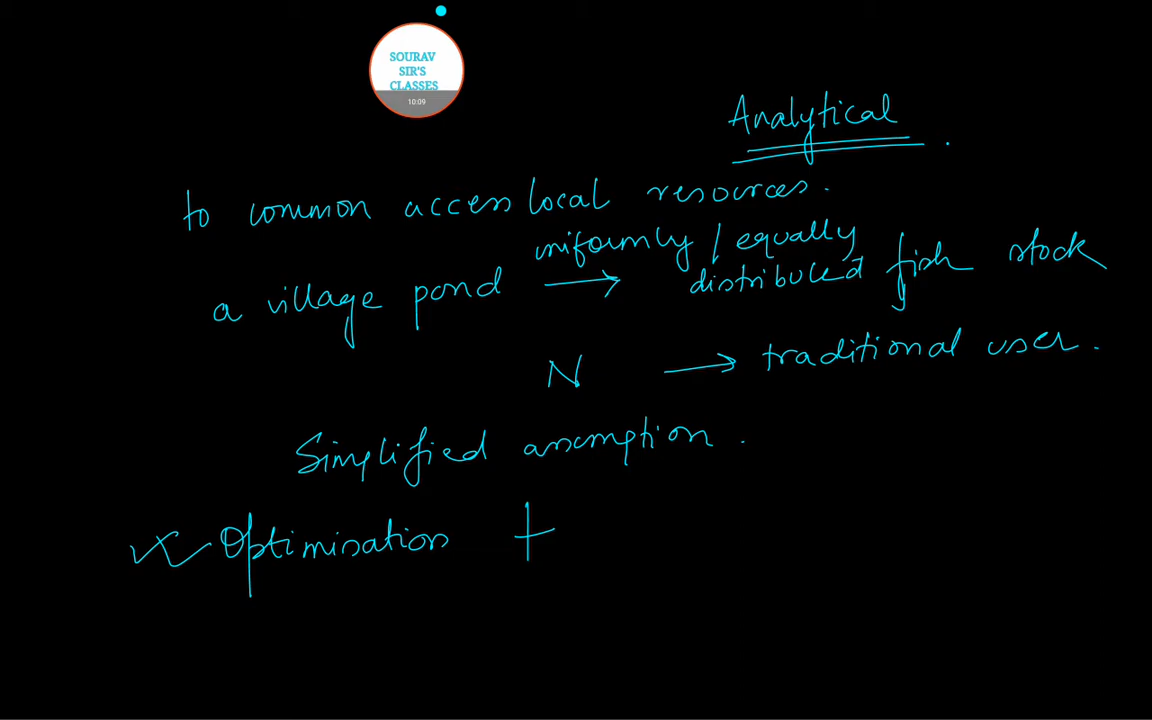 SOURAV
SIR'S
CLASSES
10:09
Analytical.
to common access local resources.
uniformly / equally
a village pond → distributed fish stock
N → traditional user.
Simplified assumption.
Optimisation +